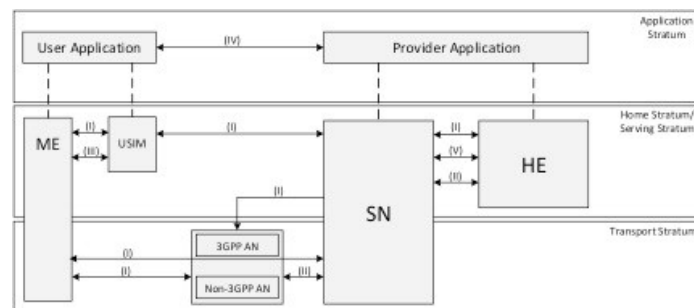 Application
Stratum
User Application
(IV)
Provider Application
Home Stratum/
Serving Stratum
ME
(I)
(III)
USIM
(I)
SN
(I)
(V)
(II)
HE
(I)
Transport Stratum
3GPP AN
(I)
(I)
Non-3GPP AN
(II)